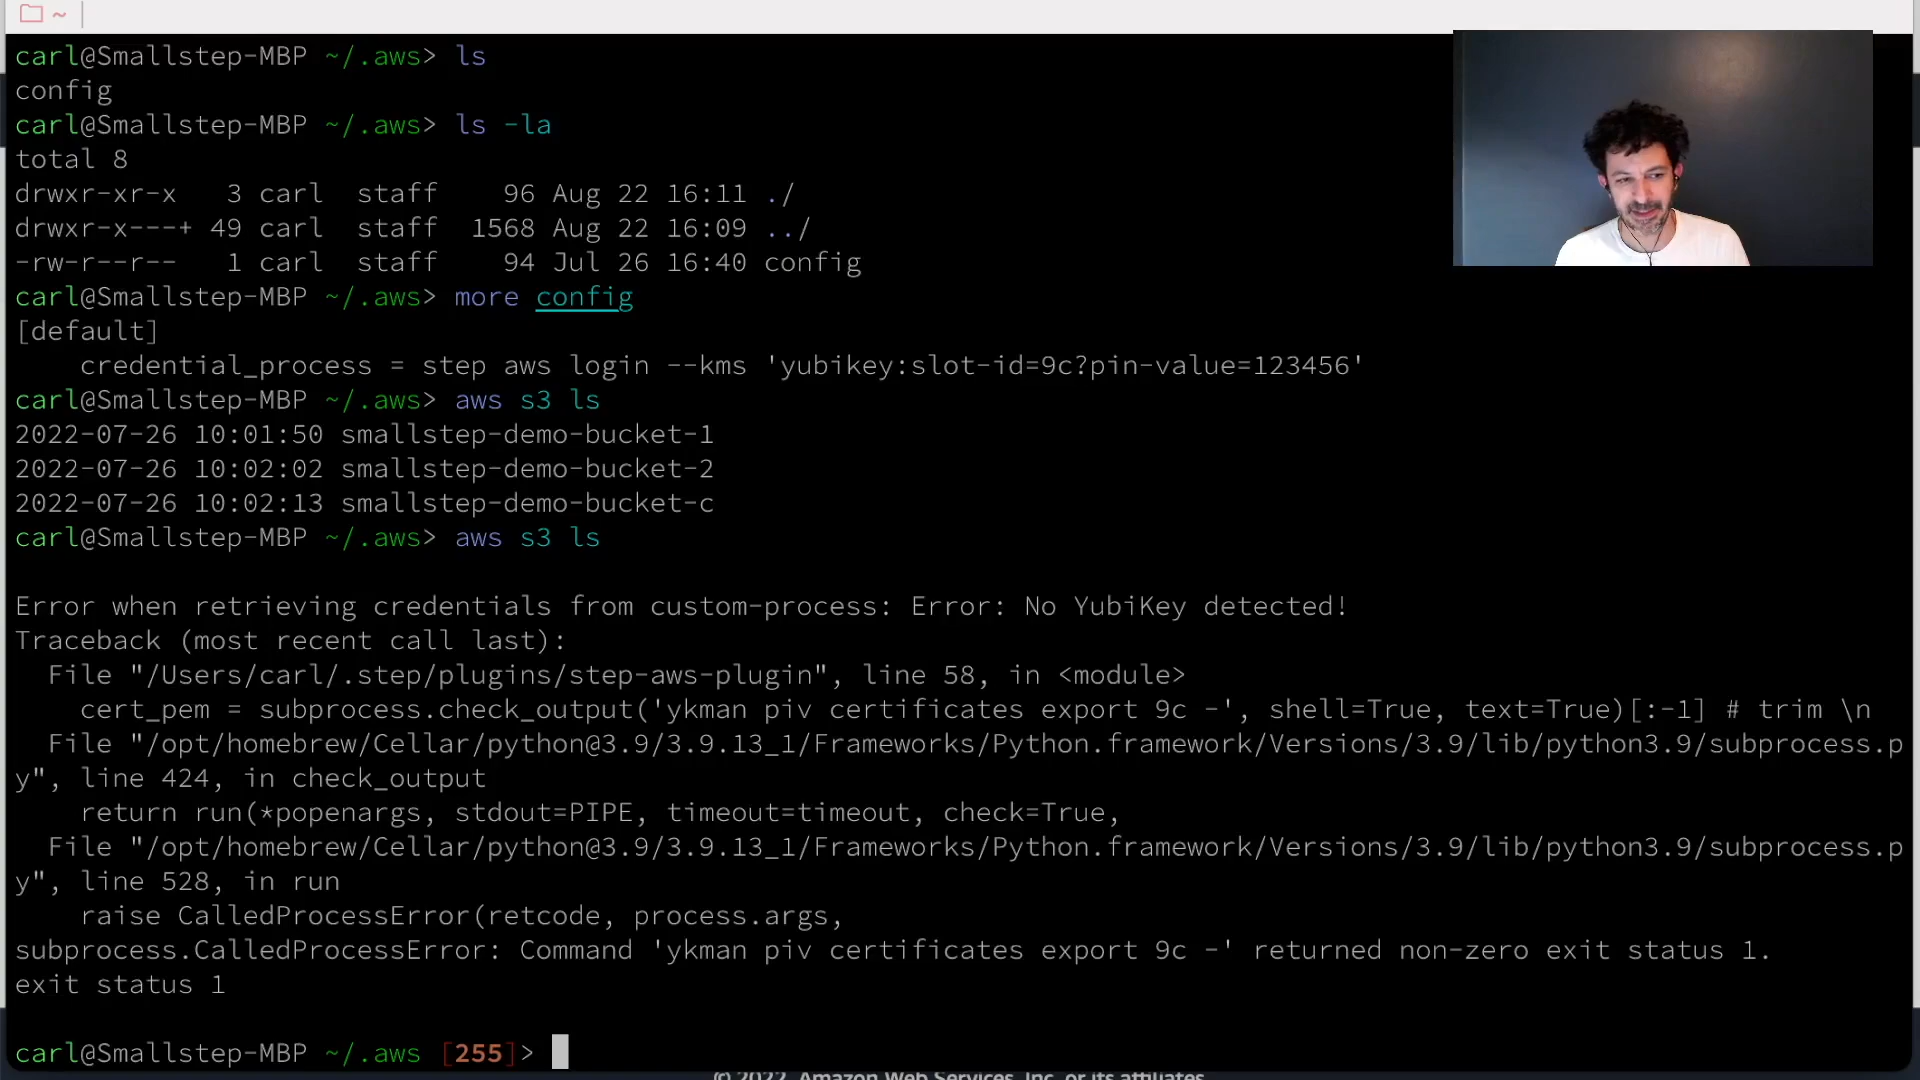 ~
carl@Smallstep-MBP ~/.aws> ls
config
carl@Smallstep-MBP ~/.aws> ls -la
total 8
drwxr-xr-x   3 carl  staff    96 Aug 22 16:11 ./
drwxr-x---+ 49 carl  staff  1568 Aug 22 16:09 ../
-rw-r--r--   1 carl  staff    94 Jul 26 16:40 config
carl@Smallstep-MBP ~/.aws> more config
[default]
    credential_process = step aws login --kms 'yubikey:slot-id=9c?pin-value=123456'
carl@Smallstep-MBP ~/.aws> aws s3 ls
2022-07-26 10:01:50 smallstep-demo-bucket-1
2022-07-26 10:02:02 smallstep-demo-bucket-2
2022-07-26 10:02:13 smallstep-demo-bucket-c
carl@Smallstep-MBP ~/.aws> aws s3 ls
Error when retrieving credentials from custom-process: Error: No YubiKey detected!
Traceback (most recent call last):
  File "/Users/carl/.step/plugins/step-aws-plugin", line 58, in <module>
    cert_pem = subprocess.check_output('ykman piv certificates export 9c -', shell=True, text=True)[:-1] # trim \n
  File "/opt/homebrew/Cellar/python@3.9/3.9.13_1/Frameworks/Python.framework/Versions/3.9/lib/python3.9/subprocess.p
y", line 424, in check_output
    return run(*popenargs, stdout=PIPE, timeout=timeout, check=True,
  File "/opt/homebrew/Cellar/python@3.9/3.9.13_1/Frameworks/Python.framework/Versions/3.9/lib/python3.9/subprocess.p
y", line 528, in run
    raise CalledProcessError(retcode, process.args,
subprocess.CalledProcessError: Command 'ykman piv certificates export 9c -' returned non-zero exit status 1.
exit status 1
carl@Smallstep-MBP ~/.aws [255]>
© 2022, Amazon Web Services, Inc. or its affiliates.